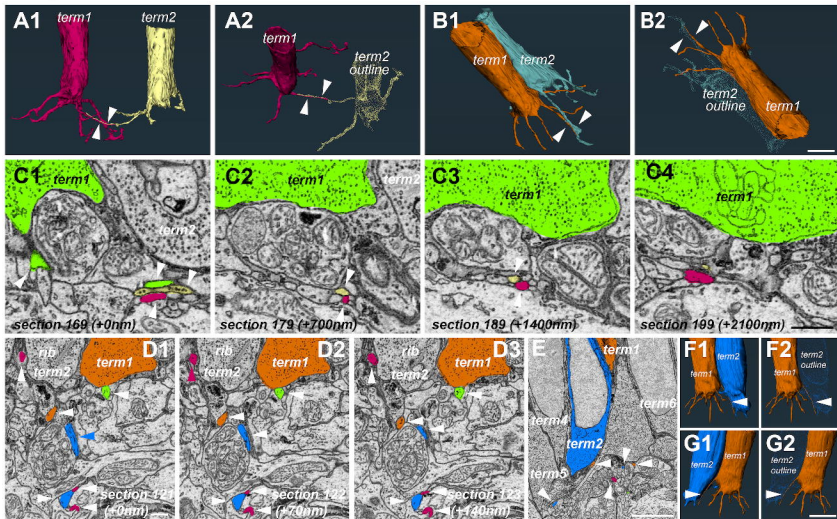 A1
term1
term2
A2
term1
term2
outline
B1
term1
term2
B2
term2
outline
term1
C1
term1
term2
section 169 (+0nm)
C2
term1
term2
section 179 (+700nm)
C3
term1
section 189 (+1400nm)
C4
term1
section 199 (+2100nm)
D1
rib
term2
term1
section 121
(+0nm)
D2
rib
term2
term1
section 122
(+70nm)
D3
rib
term2
term1
section 123
(+140nm)
E
term1
term4
term6
term2
term5
F1
term1
term2
F2
term2
outline
term1
G1
term2
term1
G2
term2
outline
term1